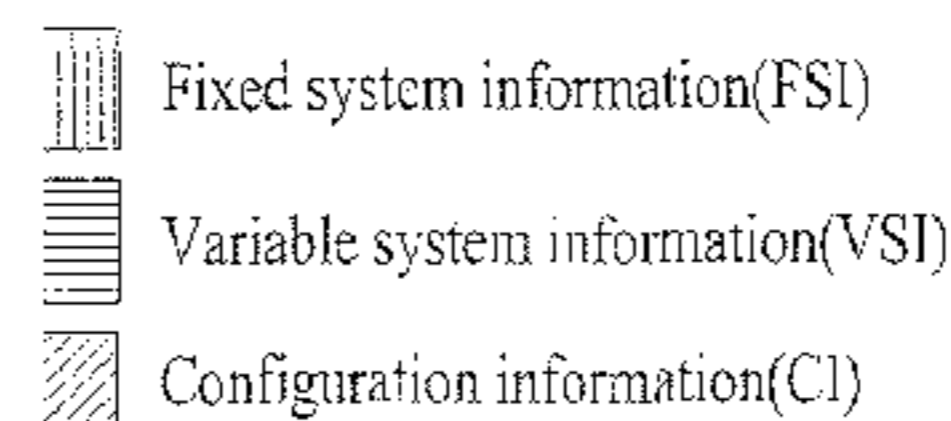 Fixed system information(FSI)
Variable system information(VSI)
Configuration information(CI)